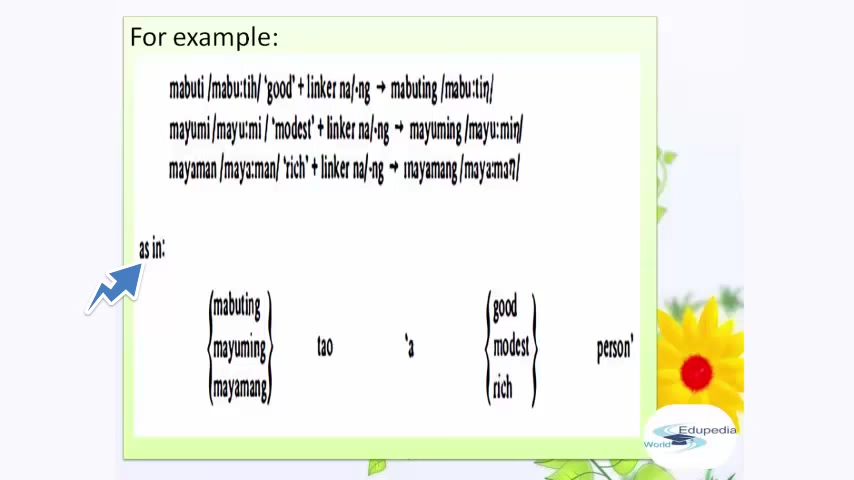 For example:
mabuti /mabu:tih/ 'good' + linker na/-ng → mabuting /mabu:tiŋ/
mayumi /mayu:mi / 'modest' + linker na/-ng → mayuming /mayu:miŋ/
mayaman /maya:man/ 'rich' + linker na/-ng → mayamang /maya:maŋ/
as in:
mabuting good
mayuming tao 'a modest person'
mayamang rich
Edupedia
World